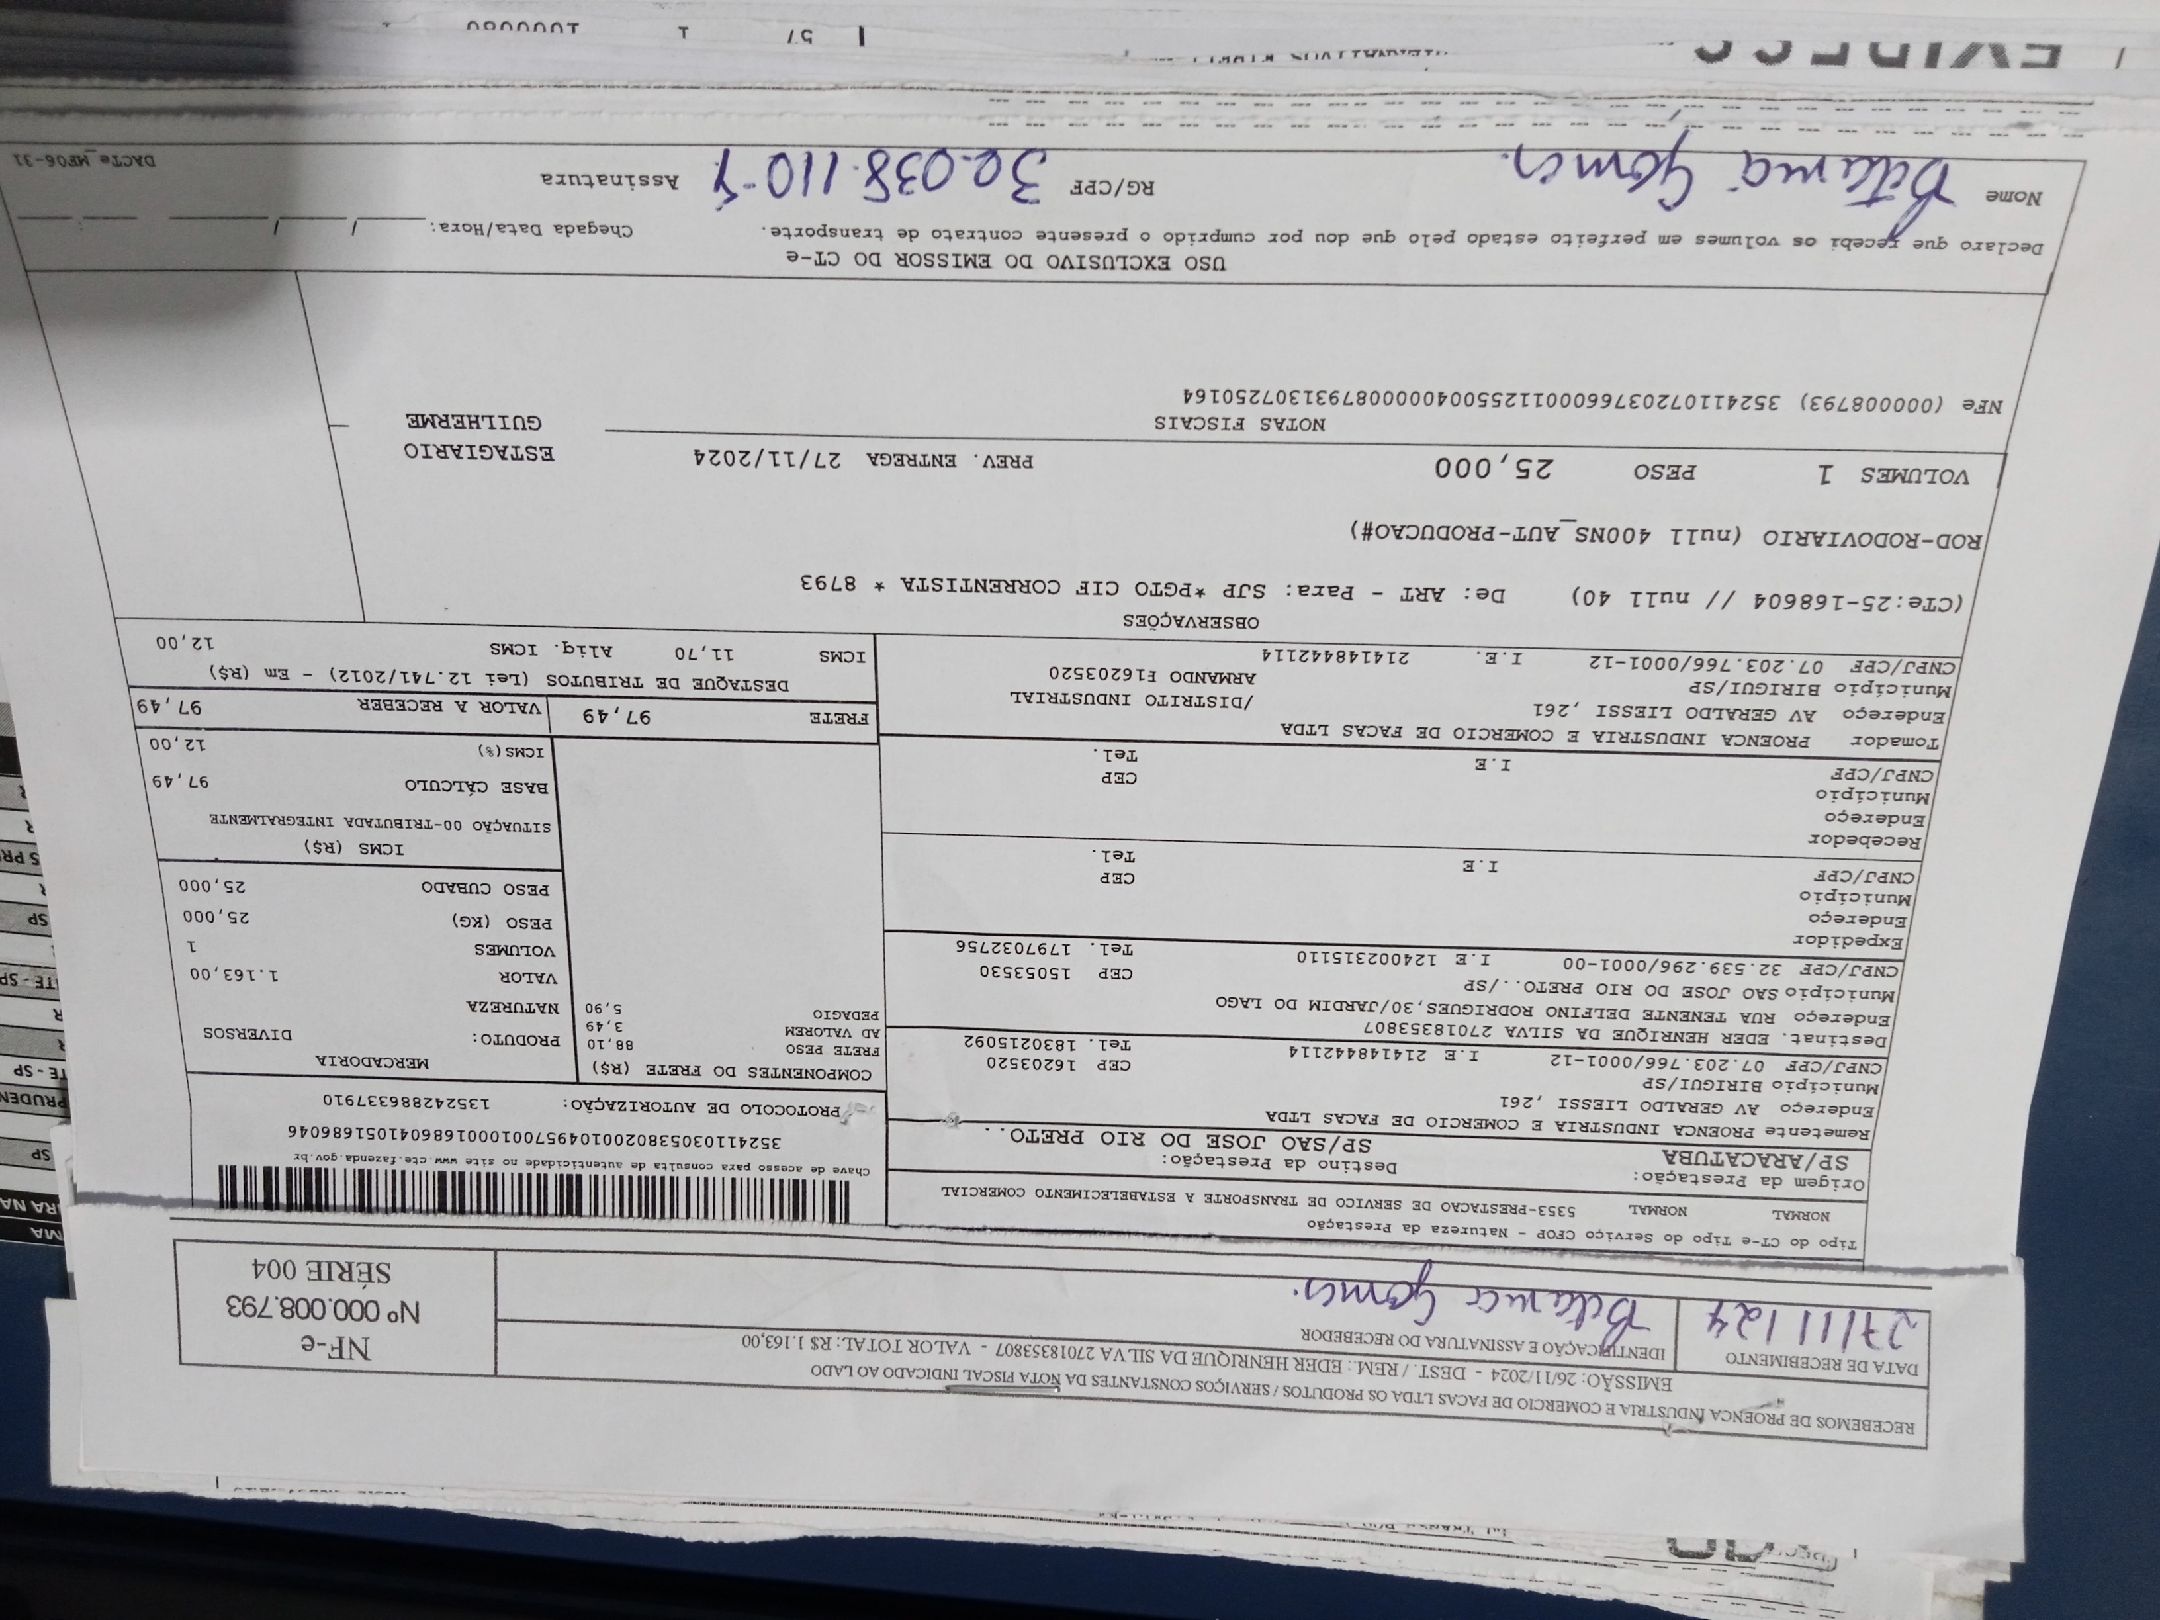 RECEBEMOS DE PROENCA INDUSTRIA E COMERCIO DE FACAS LTDA OS PRODUTOS / SERVIÇOS CONSTANTES DA NOTA FISCAL INDICADO AO LADO
EMISSÃO: 26/11/2024 - DEST. / REM.: EDER HENRIQUE DA SILVA 27018353807 - VALOR TOTAL: R$ 1.163,00
DATA DE RECEBIMENTO
27/11/24
IDENTIFICAÇÃO E ASSINATURA DO RECEBEDOR
Betania Gomes.
NF-e
Nº 000.008.793
SÉRIE 004
Tipo do CT-e Tipo do Serviço CFOP - Natureza da Prestação
NORMAL NORMAL 5353-PRESTACAO DE SERVICO DE TRANSPORTE A ESTABELECIMENTO COMERCIAL
Origem da Prestação: Destino da Prestação:
SP/ARACATUBA SP/SAO JOSE DO RIO PRETO..
Chave de acesso para consulta de autenticidade no site www.cte.fazenda.gov.br
35241103053802001049570010001686041051686046
PROTOCOLO DE AUTORIZAÇÃO: 135242886337910
Remetente PROENCA INDUSTRIA E COMERCIO DE FACAS LTDA
Endereço AV GERALDO LIESSI ,261
Município BIRIGUI/SP CEP 16203520
CNPJ/CPF 07.203.766/0001-12 I.E 214148442114 Tel. 1830215092
Destinat. EDER HENRIQUE DA SILVA 27018353807
Endereço RUA TENENTE DELFINO RODRIGUES,30/JARDIM DO LAGO
Município SAO JOSE DO RIO PRETO../SP CEP 15053530
CNPJ/CPF 32.539.296/0001-00 I.E 12402315110 Tel. 1797032756
Expedidor
Endereço
Município CEP
CNPJ/CPF I.E Tel.
Recebedor
Endereço
Município CEP
CNPJ/CPF I.E Tel.
Tomador PROENCA INDUSTRIA E COMERCIO DE FACAS LTDA
Endereço AV GERALDO LIESSI ,261 /DISTRITO INDUSTRIAL
Município BIRIGUI/SP ARMANDO F16203520
CNPJ/CPF 07.203.766/0001-12 I.E. 214148442114
COMPONENTES DO FRETE (R$)
FRETE PESO 88,10
AD VALOREM 3,49
PEDAGIO 5,90
MERCADORIA
PRODUTO: DIVERSOS
NATUREZA
VALOR 1.163,00
VOLUMES 1
PESO (KG) 25,000
PESO CUBADO 25,000
ICMS (R$)
SITUAÇÃO 00-TRIBUTADA INTEGRALMENTE
BASE CÁLCULO 97,49
ICMS(%) 12,00
FRETE 97,49 VALOR A RECEBER 97,49
DESTAQUE DE TRIBUTOS (Lei 12.741/2012) - Em (R$)
ICMS 11,70 Aliq. ICMS 12,00
OBSERVAÇÕES
(CTe:25-168604 // null 40) De: ART - Para: SJP *PGTO CIF CORRENTISTA * 8793
ROD-RODOVIARIO (null 400NS_AUT-PRODUCAO#)
VOLUMES 1 PESO 25,000 PREV. ENTREGA 27/11/2024
ESTAGIARIO
GUILHERME
NOTAS FISCAIS
NFe (000008793) 35241107203766000112550040000087931307250164
USO EXCLUSIVO DO EMISSOR DO CT-e
Declaro que recebi os volumes em perfeito estado pelo que dou por cumprido o presente contrato de transporte. Chegada Data/Hora:
Nome Betania Gomes. RG/CPF 30.038.110-8 Assinatura
DACTe_MF06-31